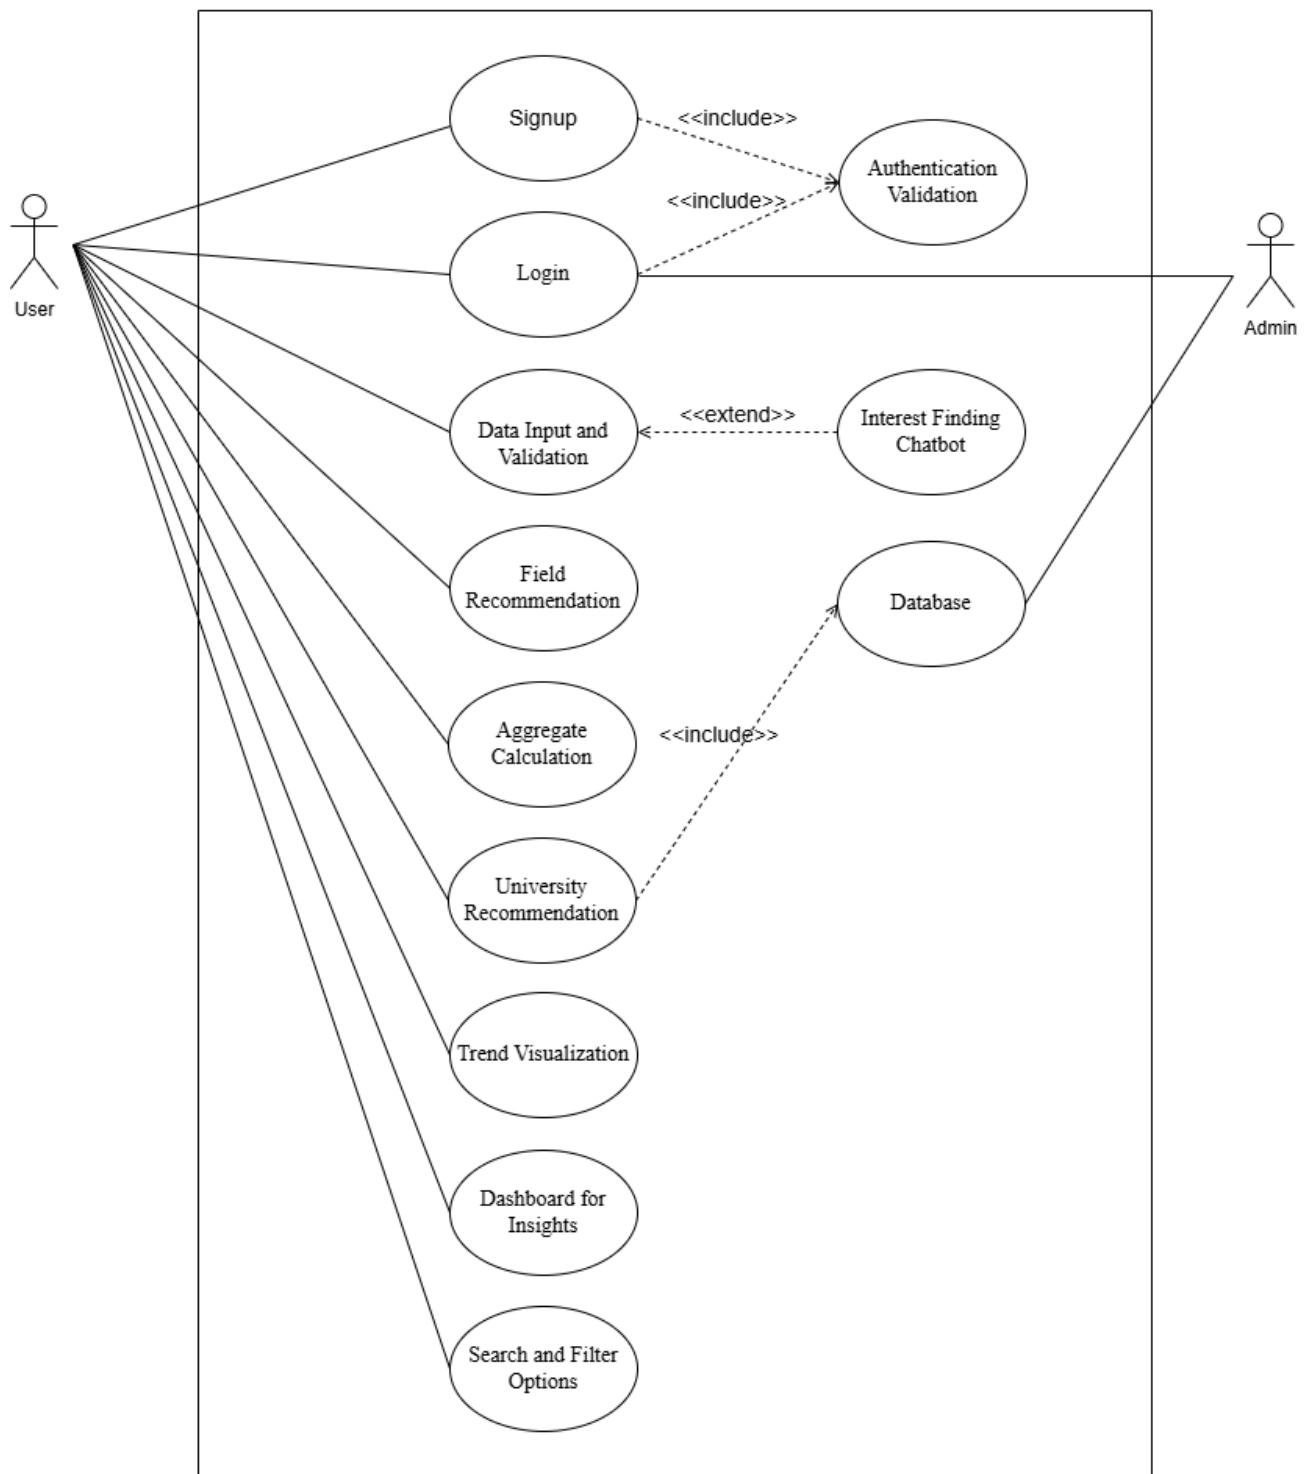 Signup
<<include>>
Authentication
Validation
<<include>>
Login
User
Admin
Data Input and
Validation
<<extend>>
Interest Finding
Chatbot
Field
Recommendation
Database
Aggregate
Calculation
<<include>>
University
Recommendation
Trend Visualization
Dashboard for
Insights
Search and Filter
Options